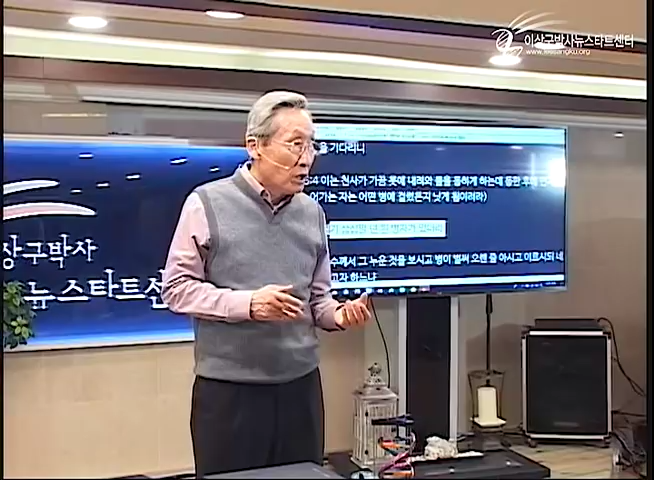 이상구박사뉴스타트센터
www.leesangku.org
을 기다리니
:4 이는 천사가 가끔 못에 내려와 물을 동하게 하는데 동한 후에
어가는 자는 어떤 병에 걸렸든지 낫게 됨이러라)
수께서 그 누운 것을 보시고 병이 벌써 오랜 줄 아시고 이르시되 네
고자 하느냐
상구박사
뉴스타트센